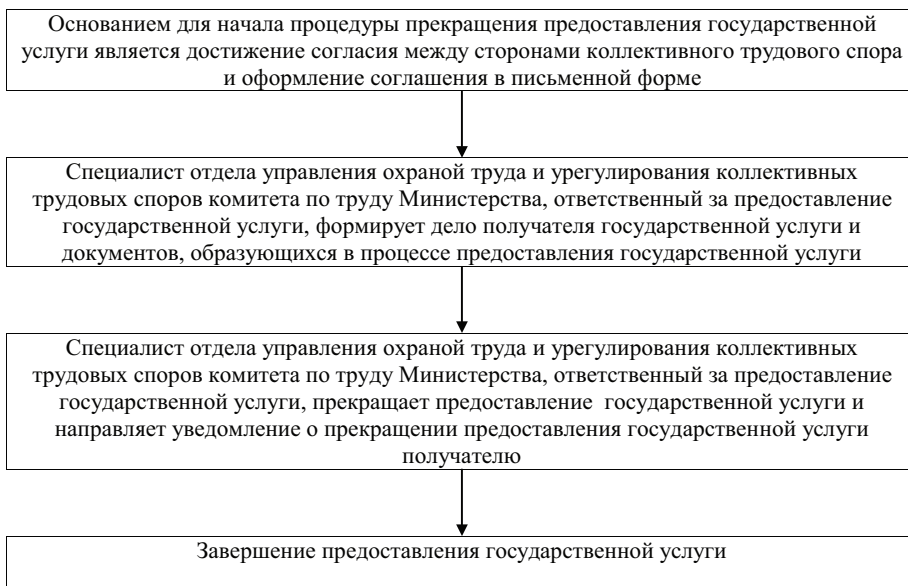 Основанием для начала процедуры прекращения предоставления государственной
услуги является достижение согласия между сторонами коллективного трудового спора
и оформление соглашения в письменной форме
Специалист отдела управления охраной труда и урегулирования коллективных
трудовых споров комитета по труду Министерства, ответственный за предоставление
государственной услуги, формирует дело получателя государственной услуги и
документов, образующихся в процессе предоставления государственной услуги
Специалист отдела управления охраной труда и урегулирования коллективных
трудовых споров комитета по труду Министерства, ответственный за предоставление
государственной услуги, прекращает предоставление  государственной услуги и
направляет уведомление о прекращении предоставления государственной услуги
получателю
Завершение предоставления государственной услуги